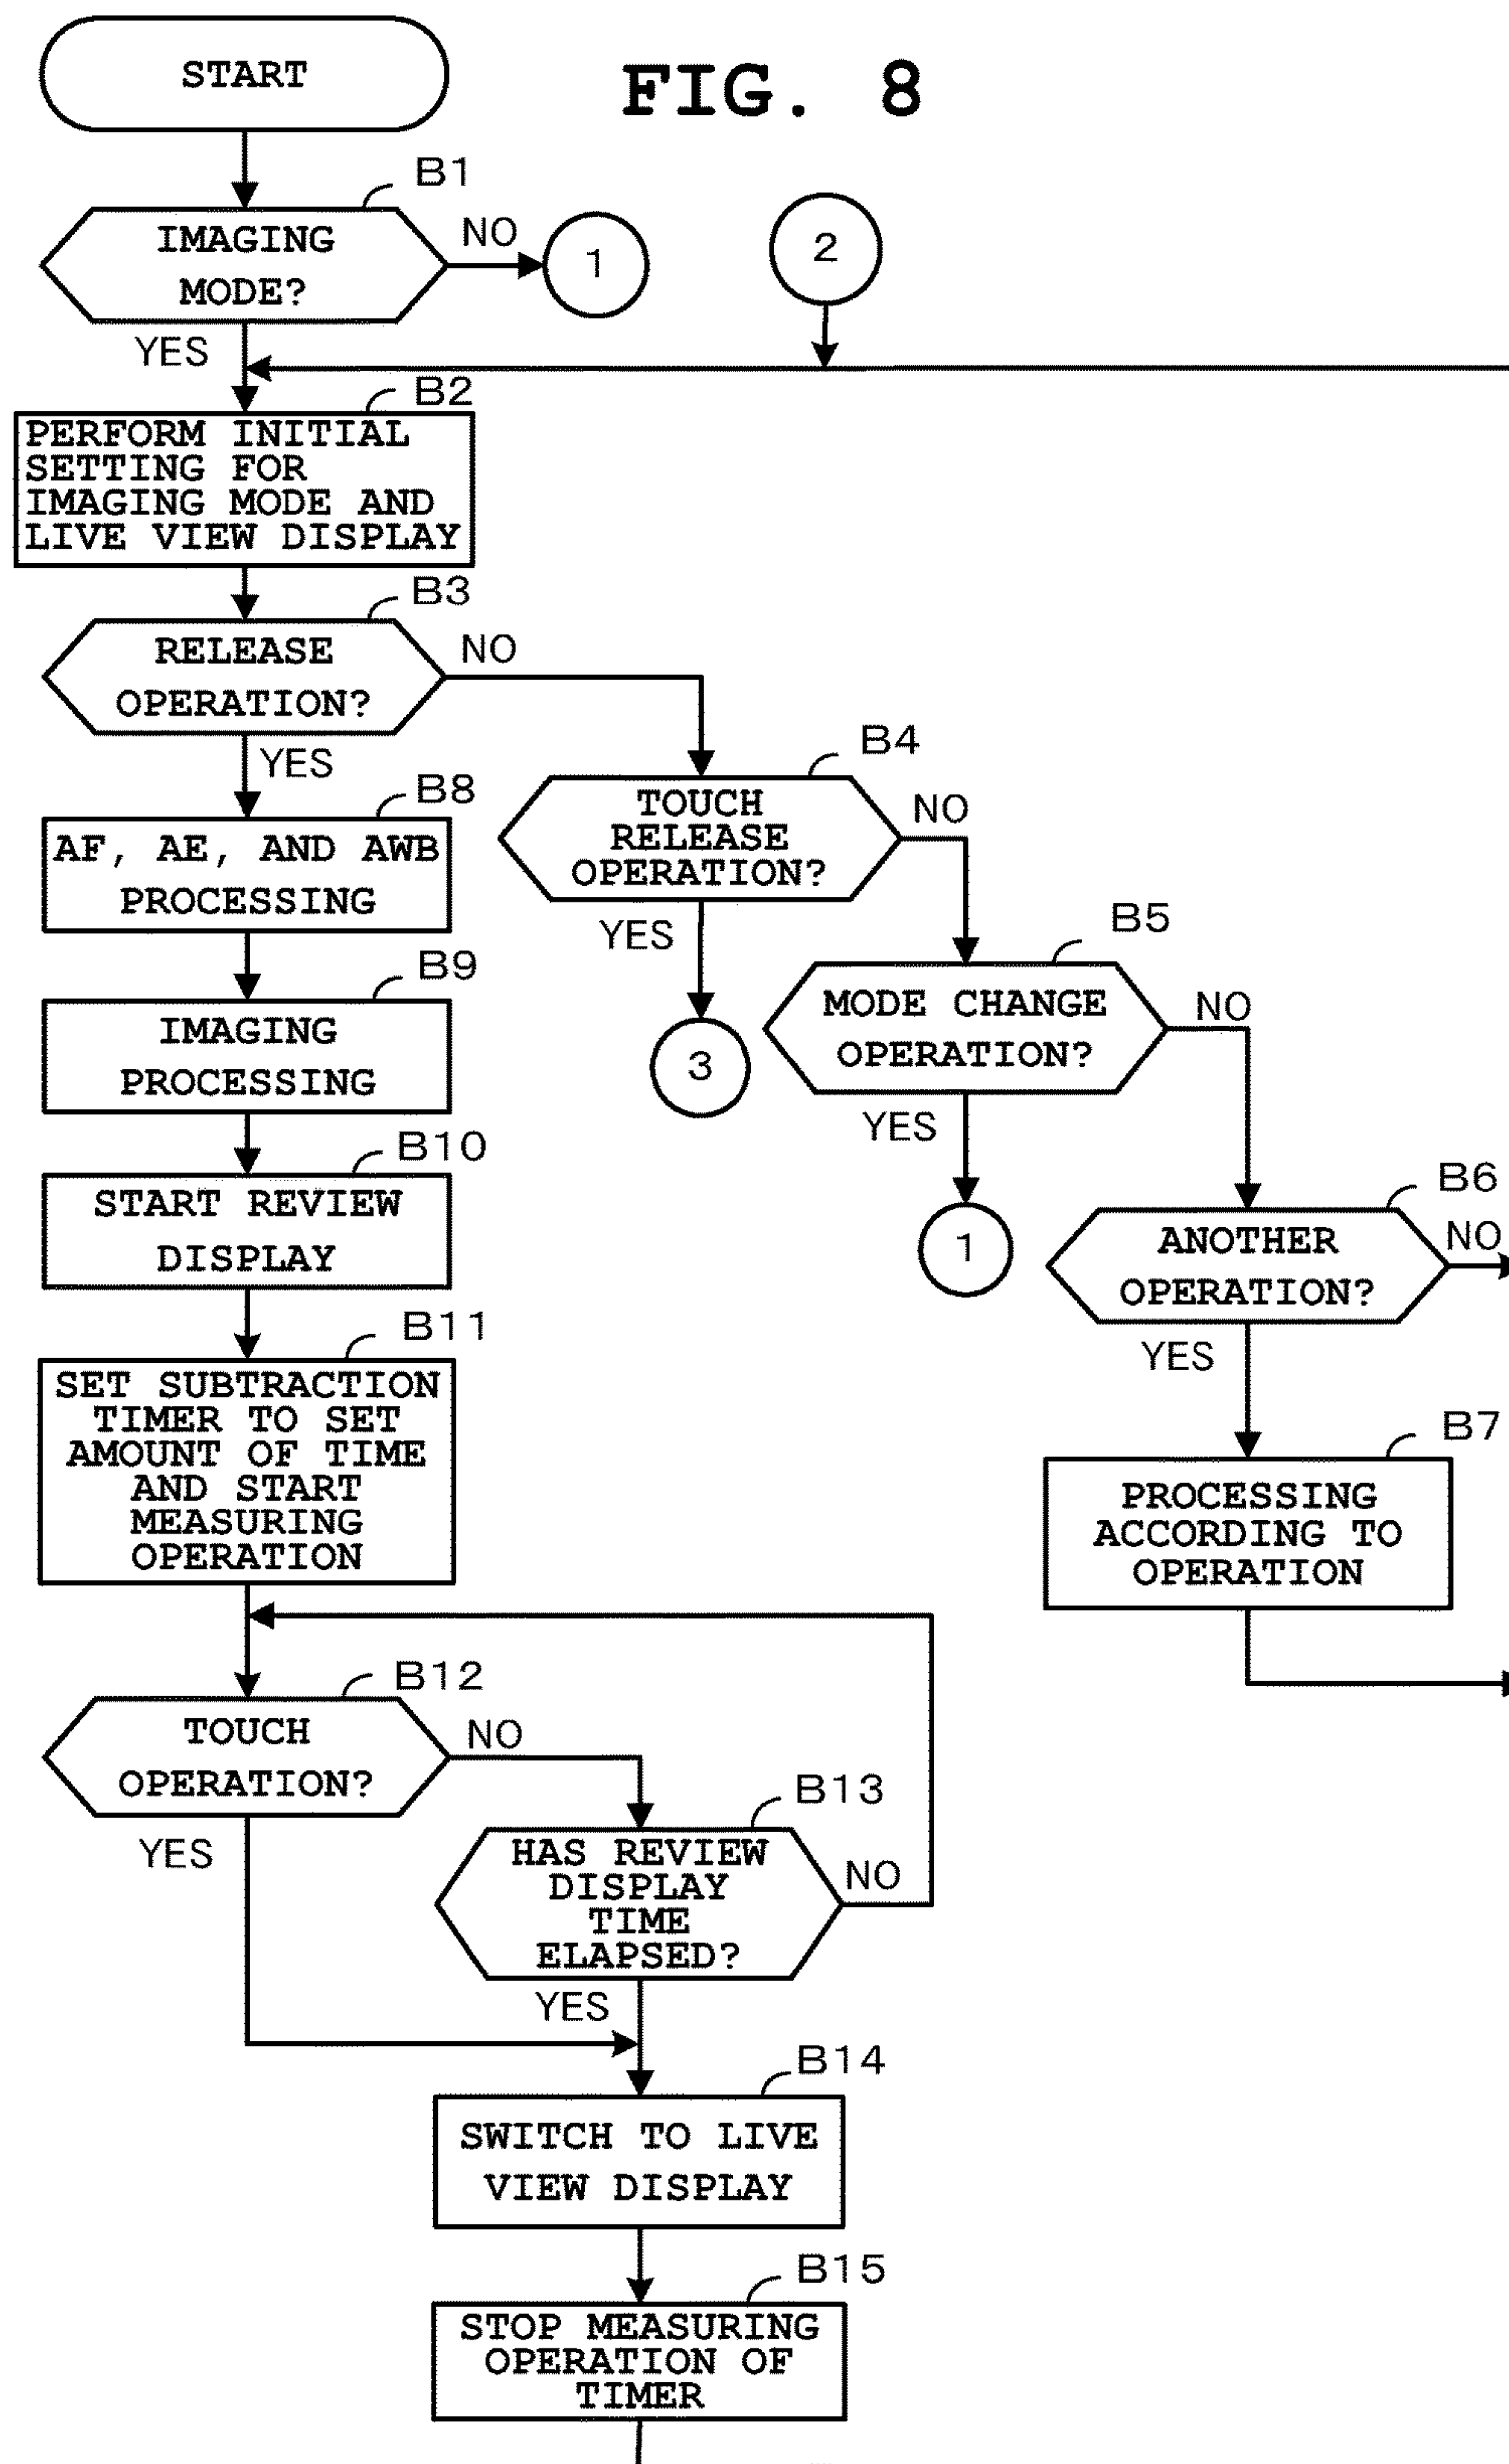 START
FIG. 8
B1
IMAGING
MODE?
NO
1
2
YES
B2
PERFORM INITIAL
SETTING FOR
IMAGING MODE AND
LIVE VIEW DISPLAY
B3
RELEASE
OPERATION?
NO
YES
B4
TOUCH
RELEASE
OPERATION?
NO
YES
3
B8
AF, AE, AND AWB
PROCESSING
B5
MODE CHANGE
OPERATION?
NO
YES
1
B9
IMAGING
PROCESSING
B10
START REVIEW
DISPLAY
B6
ANOTHER
OPERATION?
NO
YES
B11
SET SUBTRACTION
TIMER TO SET
AMOUNT OF TIME
AND START
MEASURING
OPERATION
B7
PROCESSING
ACCORDING TO
OPERATION
B12
TOUCH
OPERATION?
NO
YES
B13
HAS REVIEW
DISPLAY
TIME
ELAPSED?
NO
YES
B14
SWITCH TO LIVE
VIEW DISPLAY
B15
STOP MEASURING
OPERATION OF
TIMER